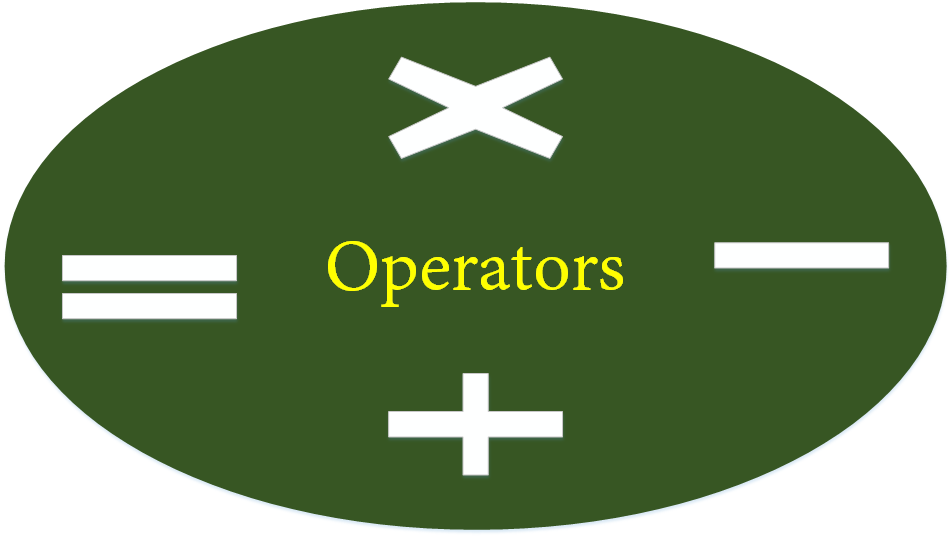 ×
= Operators −
+